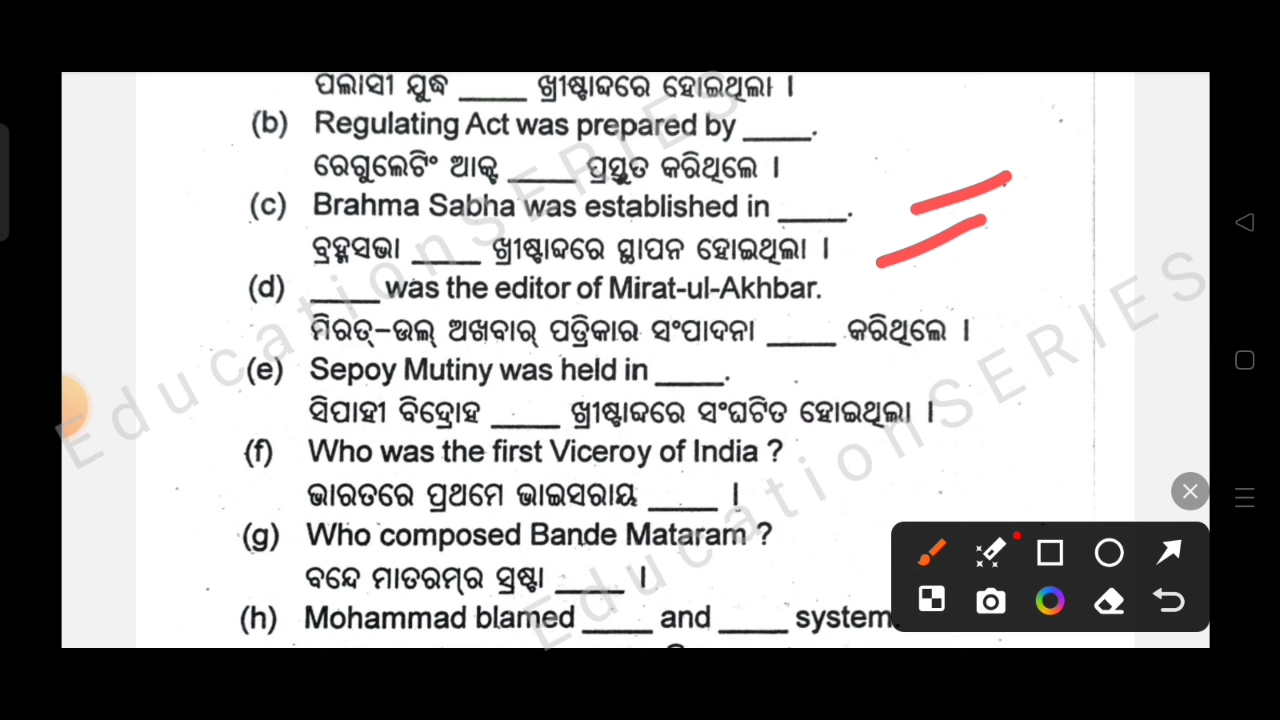 ପଲାସୀ ଯୁଦ୍ଧ _____ ଖ୍ରୀଷ୍ଟାବ୍ଦରେ ହୋଇଥିଲା ।
(b) Regulating Act was prepared by _____.
ରେଗୁଲେଟିଂ ଆକ୍ଟ _____ ପ୍ରସ୍ତୁତ କରିଥିଲେ ।
(c) Brahma Sabha was established in _____.
ବ୍ରହ୍ମସଭା _____ ଖ୍ରୀଷ୍ଟାବ୍ଦରେ ସ୍ଥାପନ ହୋଇଥିଲା ।
(d) _____ was the editor of Mirat-ul-Akhbar.
ମିରତ୍-ଉଲ୍ ଅଖବାର୍ ପତ୍ରିକାର ସଂପାଦନା _____ କରିଥିଲେ ।
(e) Sepoy Mutiny was held in _____.
ସିପାହୀ ବିଦ୍ରୋହ _____ ଖ୍ରୀଷ୍ଟାବ୍ଦରେ ସଂଘଟିତ ହୋଇଥିଲା ।
(f) Who was the first Viceroy of India ?
ଭାରତରେ ପ୍ରଥମେ ଭାଇସରାୟ _____ ।
(g) Who composed Bande Mataram ?
ବନ୍ଦେ ମାତରମ୍‌ର ସ୍ରଷ୍ଟା _____ ।
(h) Mohammad blamed _____ and _____ system.
EducationSERIES
EducationSERIES